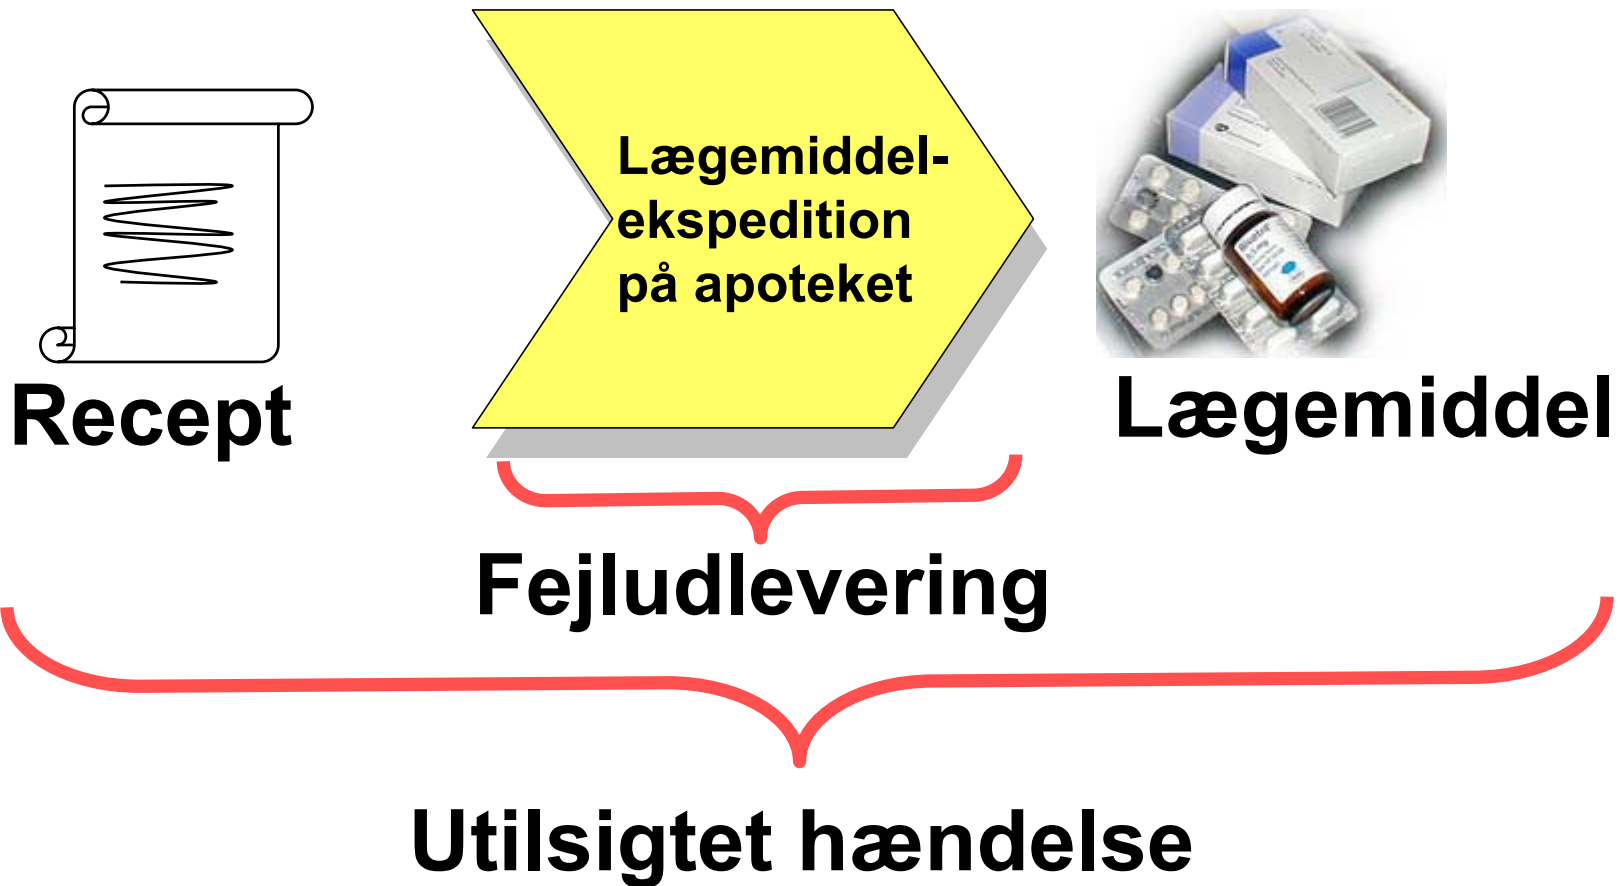 Lægemiddel-
ekspedition
på apoteket
Recept
Lægemiddel
Fejludlevering
Utilsigtet hændelse